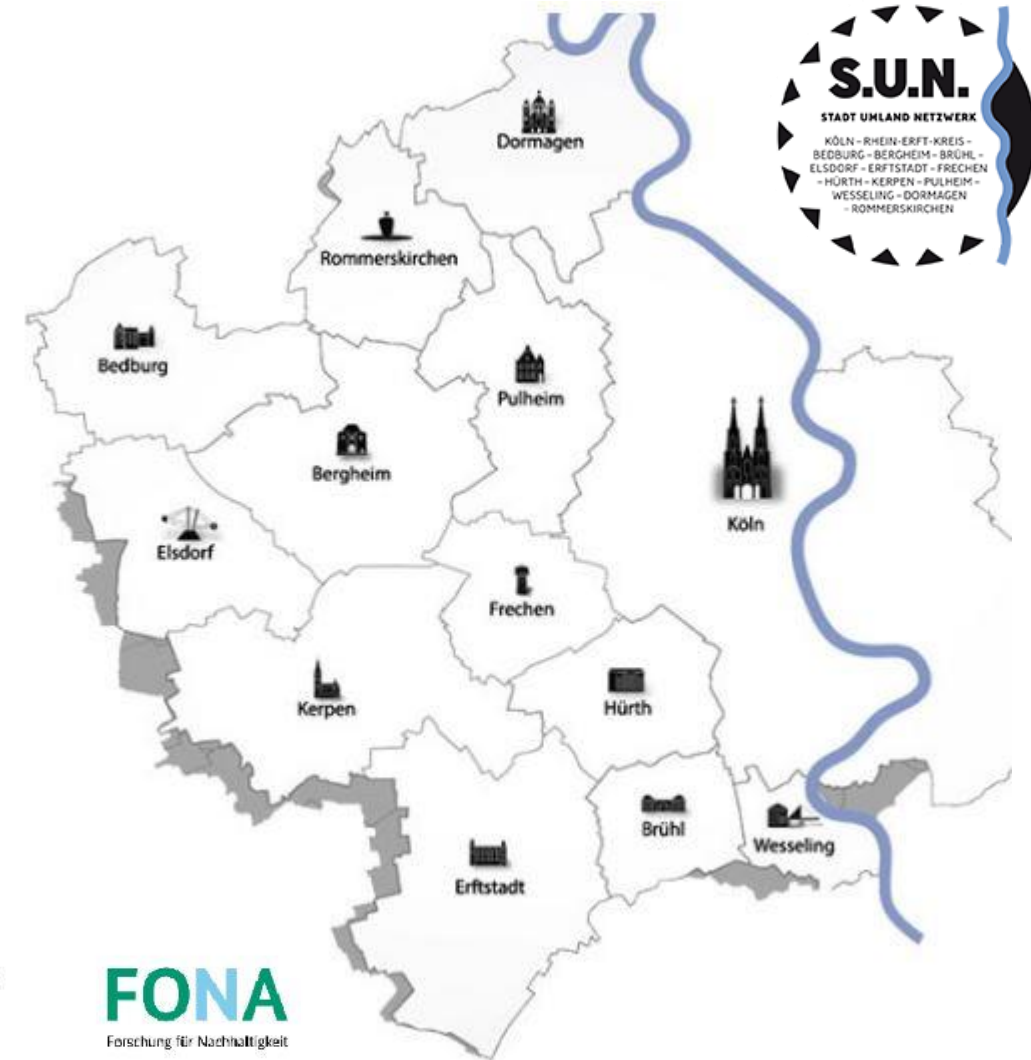 S.U.N.
STADT UMLAND NETZWERK
KÖLN – RHEIN-ERFT-KREIS –
BEDBURG – BERGHEIM – BRÜHL –
ELSDORF – ERFTSTADT – FRECHEN
– HÜRTH – KERPEN – PULHEIM –
WESSELING – DORMAGEN
– ROMMERSKIRCHEN
Dormagen
Rommerskirchen
Bedburg
Pulheim
Bergheim
Köln
Elsdorf
Frechen
Kerpen
Hürth
Brühl
Wesseling
Erftstadt
FONA
Forschung für Nachhaltigkeit